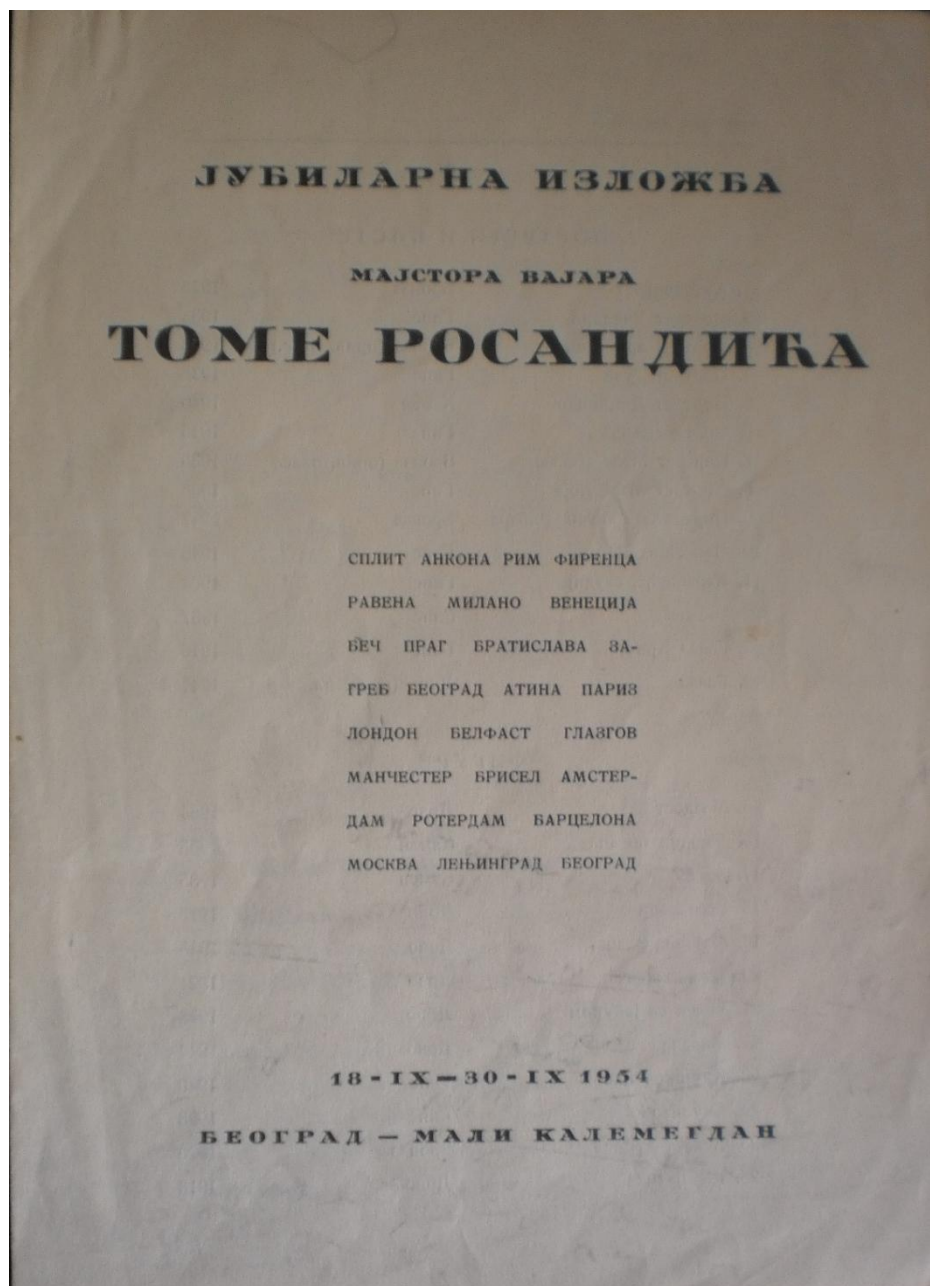 ЈУБИЛАРНА ИЗЛОЖБА
МАЈСТОРА ВАЈАРА
ТОМЕ РОСАНДИЋА
СПЛИТ АНКОНА РИМ ФИРЕНЦА
РАВЕНА МИЛАНО ВЕНЕЦИЈА
БЕЧ ПРАГ БРАТИСЛАВА ЗА-
ГРЕБ БЕОГРАД АТИНА ПАРИЗ
ЛОНДОН БЕЛФАСТ ГЛАЗГОВ
МАНЧЕСТЕР БРИСЕЛ АМСТЕР-
ДАМ РОТЕРДАМ БАРЦЕЛОНА
МОСКВА ЛЕЊИНГРАД БЕОГРАД
18-IX—30-IX 1954
БЕОГРАД — МАЛИ КАЛЕМЕГДАН